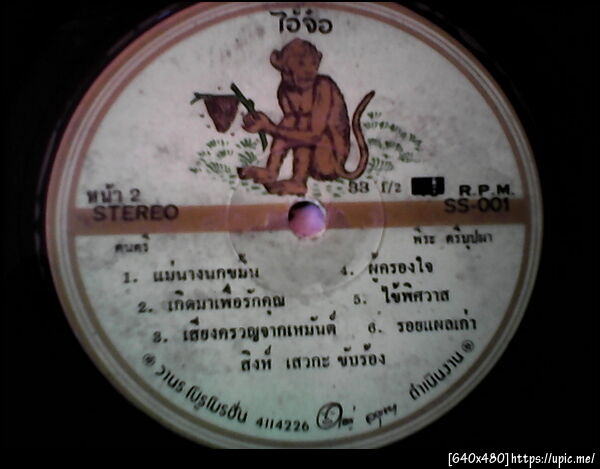 ไอ้จ๋อ
หน้า 2
33 1/2 R.P.M.
STEREO
SS-001
ดนตรี
พีระ ตรีบุปผา
1. แม่นางนกขมิ้น
4. ผู้ครองใจ
2. เกิดมาเพื่อรักคุณ
5. ไข้พิศวาส
3. เสียงครวญจากเหมันต์
6. รอยแผลเก่า
สิงห์ เสวกะ ขับร้อง
วานร โปรโมชั่น 4114226 ดำเนินงาน
[640x480]https://upic.me/